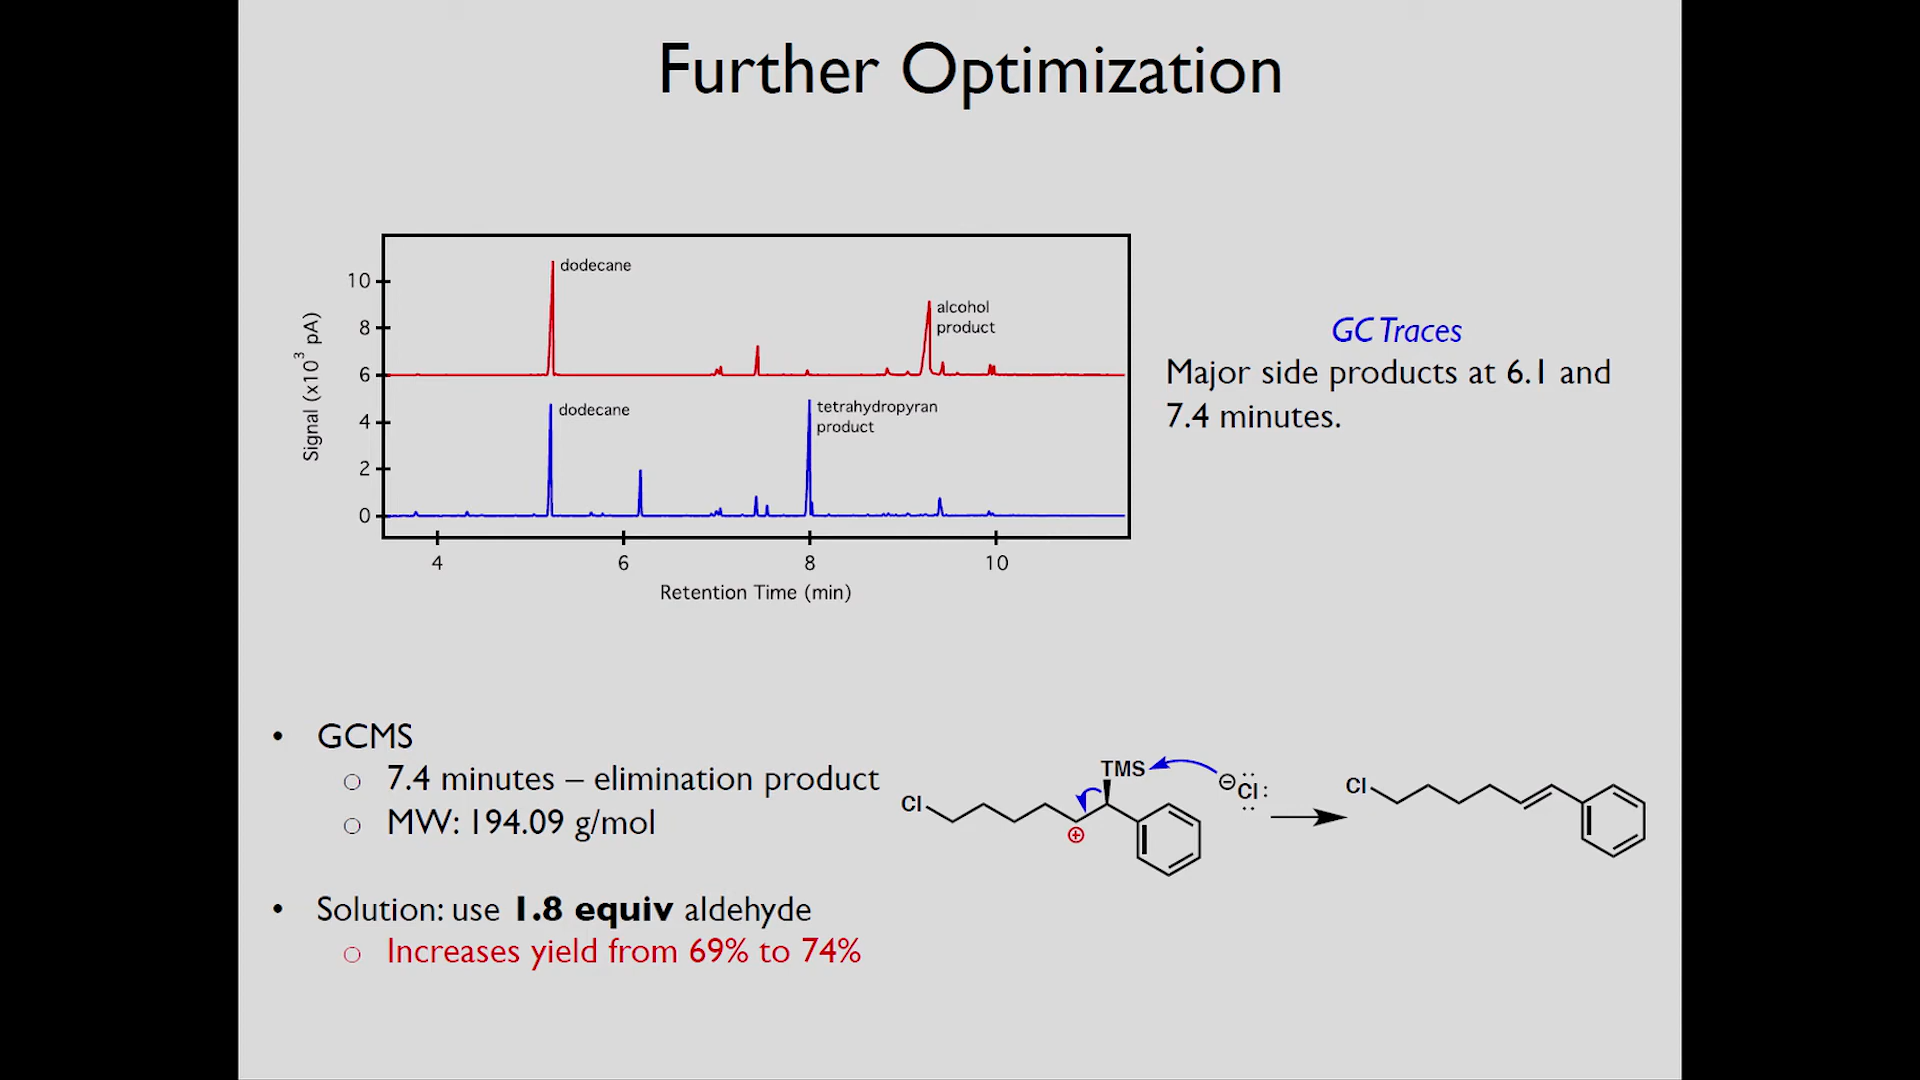 Further Optimization
dodecane
alcohol
product
dodecane
tetrahydropyran
product
10
8
6
4
2
0
Signal (x10³ pA)
4
6
8
10
Retention Time (min)
GC Traces
Major side products at 6.1 and
7.4 minutes.
• GCMS
○ 7.4 minutes – elimination product
○ MW: 194.09 g/mol
Cl
TMS
⊕
⊖
Cl
Cl
• Solution: use 1.8 equiv aldehyde
○ Increases yield from 69% to 74%